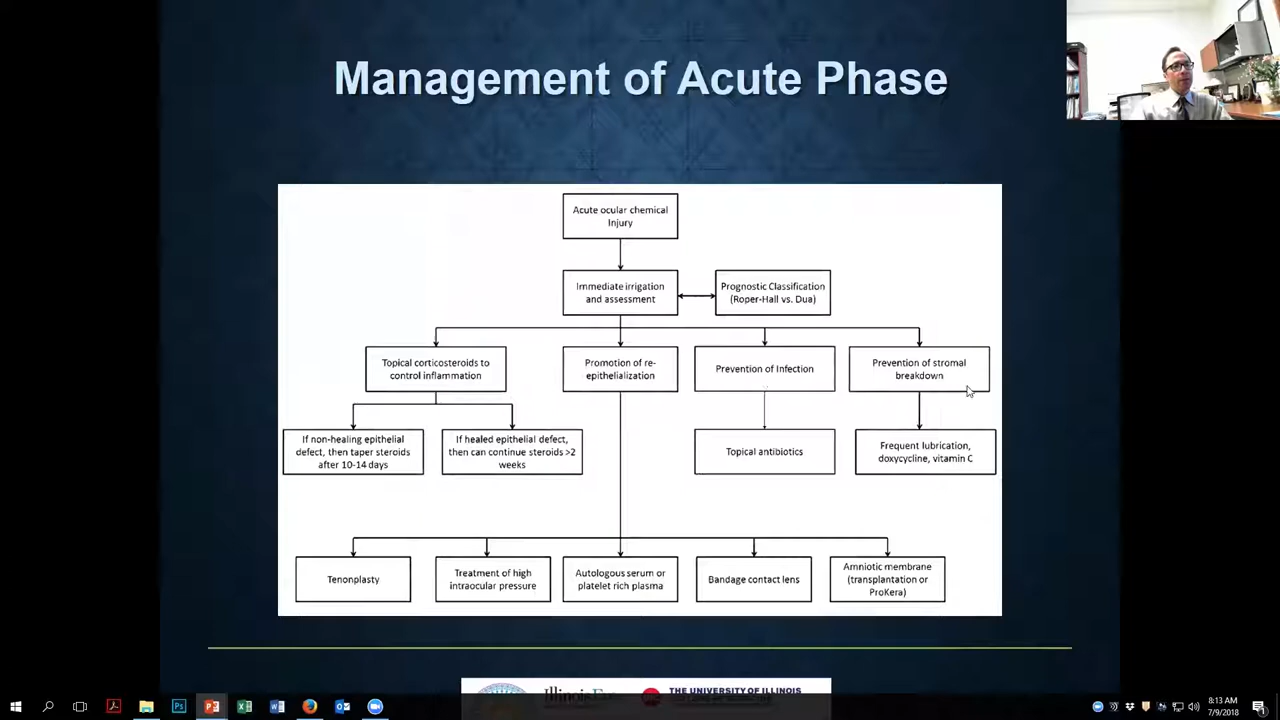 Management of Acute Phase
Acute ocular chemical
Injury
Immediate irrigation
and assessment
Prognostic Classification
(Roper-Hall vs. Dua)
Topical corticosteroids to
control inflammation
Promotion of re-
epithelialization
Prevention of Infection
Prevention of stromal
breakdown
If non-healing epithelial
defect, then taper steroids
after 10-14 days
If healed epithelial defect,
then can continue steroids >2
weeks
Topical antibiotics
Frequent lubrication,
doxycycline, vitamin C
Tenonplasty
Treatment of high
intraocular pressure
Autologous serum or
platelet rich plasma
Bandage contact lens
Amniotic membrane
(transplantation or
ProKera)
THE UNIVERSITY OF ILLINOIS
8:13 AM
7/9/2018